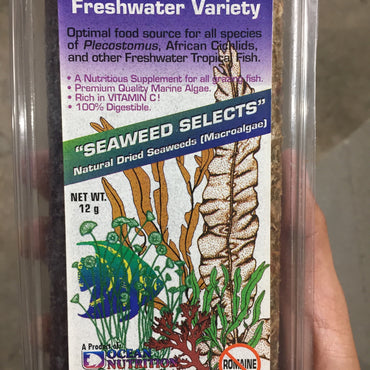 Freshwater Variety
Optimal food source for all species
of Plecostomus, African Cichlids,
and other Freshwater Tropical Fish.
• A Nutritious Supplement for all grazing fish.
• Premium Quality Marine Algae.
• Rich in VITAMIN C!
• 100% Digestible.
"SEAWEED SELECTS"
Natural Dried Seaweeds (Macroalgae)
NET WT.
12 g
A Product of:
OCEAN
NUTRITION
ROMAINE